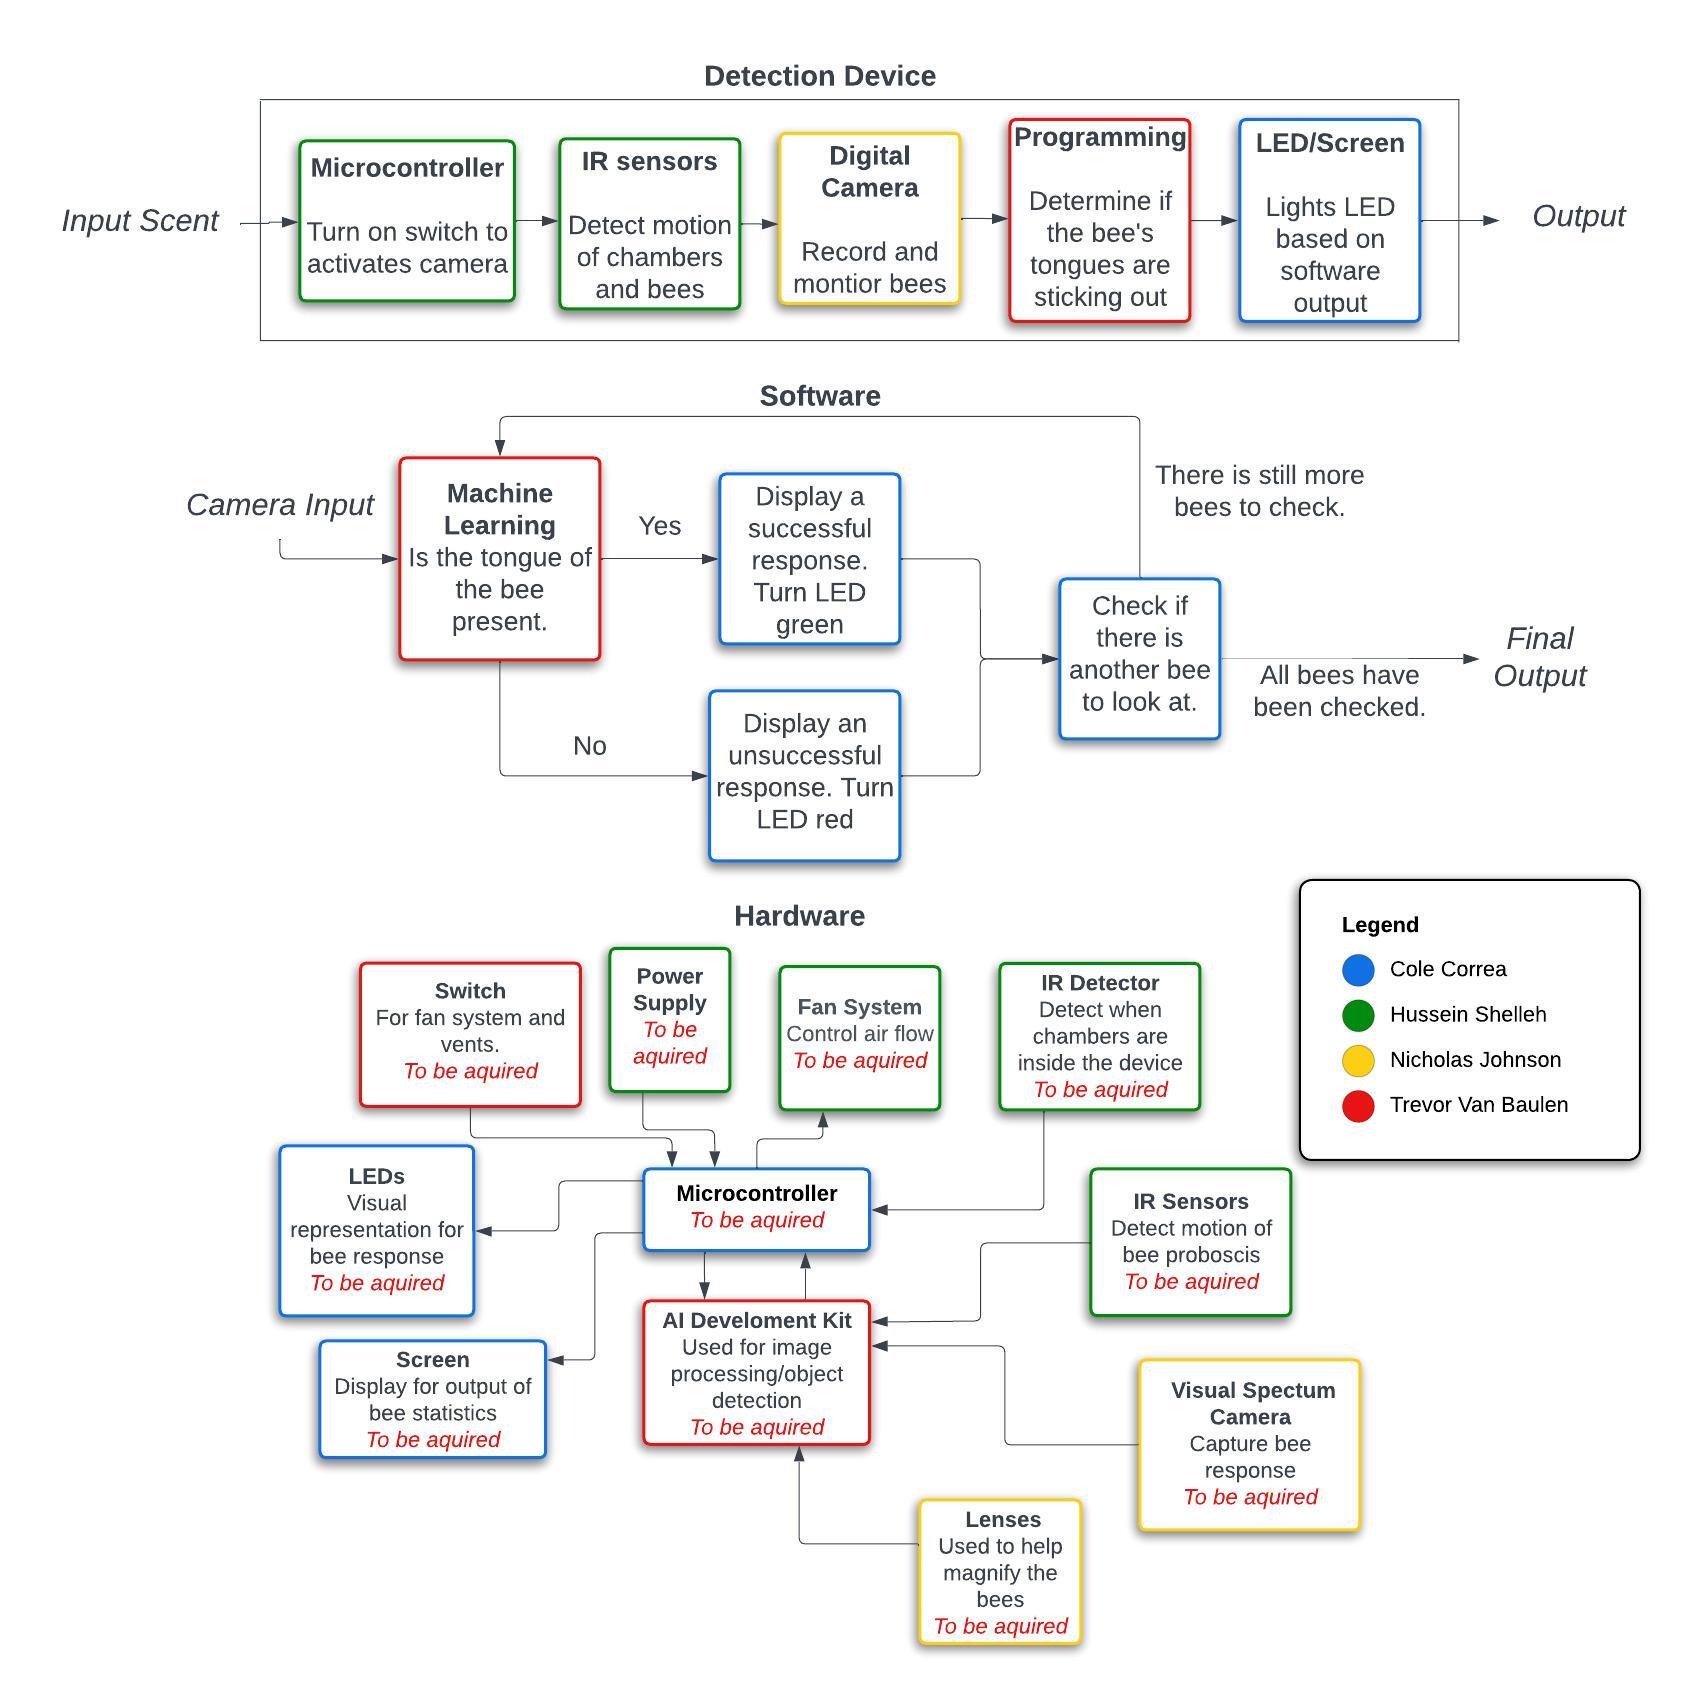 Detection Device
Input Scent
Microcontroller
Turn on switch to
activates camera
IR sensors
Detect motion
of chambers
and bees
Digital
Camera
Record and
montior bees
Programming
Determine if
the bee's
tongues are
sticking out
LED/Screen
Lights LED
based on
software
output
Output
Software
Camera Input
Machine
Learning
Is the tongue of
the bee
present.
Yes
Display a
successful
response.
Turn LED
green
No
Display an
unsuccessful
response. Turn
LED red
There is still more
bees to check.
Check if
there is
another bee
to look at.
All bees have
been checked.
Final
Output
Hardware
Legend
Cole Correa
Hussein Shelleh
Nicholas Johnson
Trevor Van Baulen
Switch
For fan system and
vents.
To be aquired
Power
Supply
To be
aquired
Fan System
Control air flow
To be aquired
IR Detector
Detect when
chambers are
inside the device
To be aquired
LEDs
Visual
representation for
bee response
To be aquired
Microcontroller
To be aquired
IR Sensors
Detect motion of
bee proboscis
To be aquired
Screen
Display for output of
bee statistics
To be aquired
AI Develoment Kit
Used for image
processing/object
detection
To be aquired
Visual Spectum
Camera
Capture bee
response
To be aquired
Lenses
Used to help
magnify the
bees
To be aquired